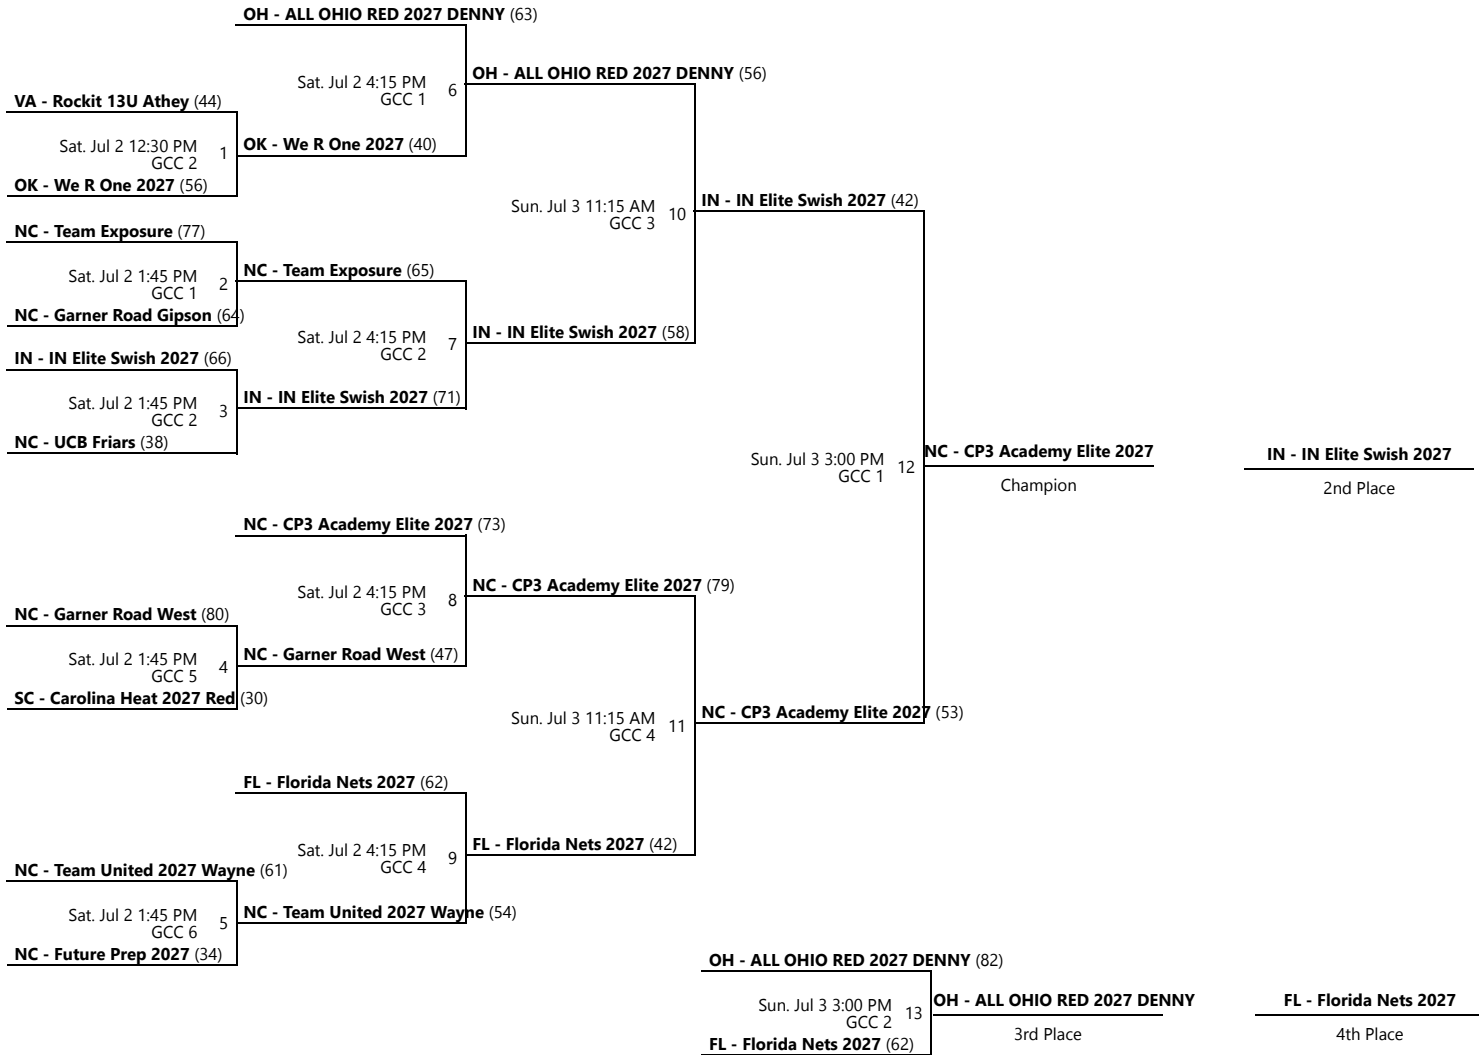 OH - ALL OHIO RED 2027 DENNY (63)
Sat. Jul 2 4:15 PM
GCC 1
6
OH - ALL OHIO RED 2027 DENNY (56)
VA - Rockit 13U Athey (44)
Sat. Jul 2 12:30 PM
GCC 2
1
OK - We R One 2027 (40)
OK - We R One 2027 (56)
Sun. Jul 3 11:15 AM
GCC 3
10
IN - IN Elite Swish 2027 (42)
NC - Team Exposure (77)
Sat. Jul 2 1:45 PM
GCC 1
2
NC - Team Exposure (65)
NC - Garner Road Gipson (64)
Sat. Jul 2 4:15 PM
GCC 2
7
IN - IN Elite Swish 2027 (58)
IN - IN Elite Swish 2027 (66)
Sat. Jul 2 1:45 PM
GCC 2
3
IN - IN Elite Swish 2027 (71)
NC - UCB Friars (38)
Sun. Jul 3 3:00 PM
GCC 1
12
NC - CP3 Academy Elite 2027
Champion
IN - IN Elite Swish 2027
2nd Place
NC - CP3 Academy Elite 2027 (73)
Sat. Jul 2 4:15 PM
GCC 3
8
NC - CP3 Academy Elite 2027 (79)
NC - Garner Road West (80)
Sat. Jul 2 1:45 PM
GCC 5
4
NC - Garner Road West (47)
SC - Carolina Heat 2027 Red (30)
Sun. Jul 3 11:15 AM
GCC 4
11
NC - CP3 Academy Elite 2027 (53)
FL - Florida Nets 2027 (62)
Sat. Jul 2 4:15 PM
GCC 4
9
FL - Florida Nets 2027 (42)
NC - Team United 2027 Wayne (61)
Sat. Jul 2 1:45 PM
GCC 6
5
NC - Team United 2027 Wayne (54)
NC - Future Prep 2027 (34)
OH - ALL OHIO RED 2027 DENNY (82)
Sun. Jul 3 3:00 PM
GCC 2
13
OH - ALL OHIO RED 2027 DENNY
3rd Place
FL - Florida Nets 2027
4th Place
FL - Florida Nets 2027 (62)